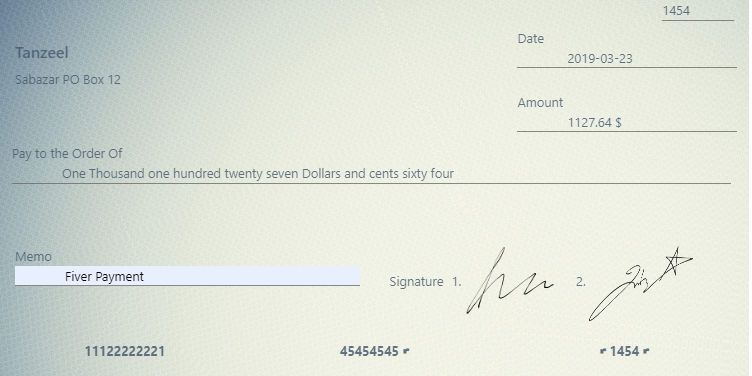 1454
Tanzeel
Date
2019-03-23
Sabazar PO Box 12
Amount
1127.64 $
Pay to the Order Of
One Thousand one hundred twenty seven Dollars and cents sixty four
Memo
Fiver Payment
Signature 1. 2.
11122222221 45454545 ⑈ ⑈ 1454 ⑈